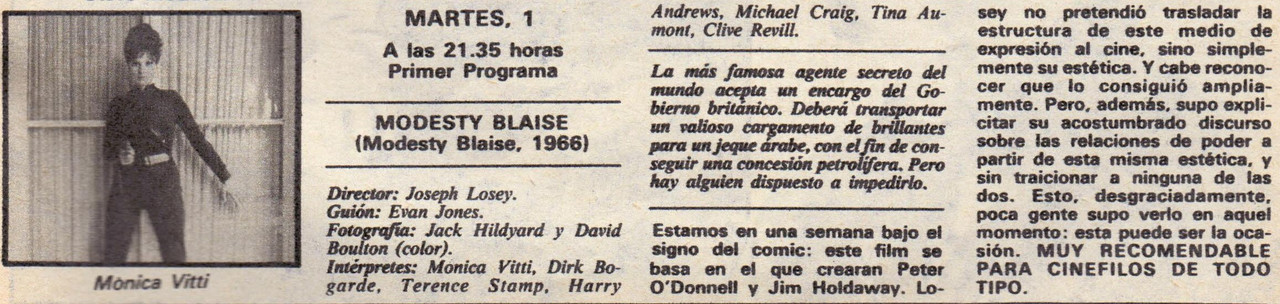 Mònica Vitti
MARTES, 1
A las 21.35 horas
Primer Programa
MODESTY BLAISE
(Modesty Blaise, 1966)
Director: Joseph Losey.
Guión: Evan Jones.
Fotografía: Jack Hildyard y David
Boulton (color).
Intérpretes: Mónica Vitti, Dirk Bo-
garde, Terence Stamp, Harry
Andrews, Michael Craig, Tina Au-
mont, Clive Revill.
La más famosa agente secreto del
mundo acepta un encargo del Go-
bierno británico. Deberá transportar
un valioso cargamento de brillantes
para un jeque árabe, con el fin de con-
seguir una concesión petrolífera. Pero
hay alguien dispuesto a impedirlo.
Estamos en una semana bajo el
signo del comic: este film se
basa en el que crearan Peter
O'Donnell y Jim Holdaway. Lo-
sey no pretendió trasladar la
estructura de este medio de
expresión al cine, sino simple-
mente su estética. Y cabe recono-
cer que lo consiguió amplia-
mente. Pero, además, supo expli-
citar su acostumbrado discurso
sobre las relaciones de poder a
partir de esta misma estética, y
sin traicionar a ninguna de las
dos. Esto, desgraciadamente,
poca gente supo verlo en aquel
momento: esta puede ser la oca-
sión. MUY RECOMENDABLE
PARA CINEFILOS DE TODO
TIPO.